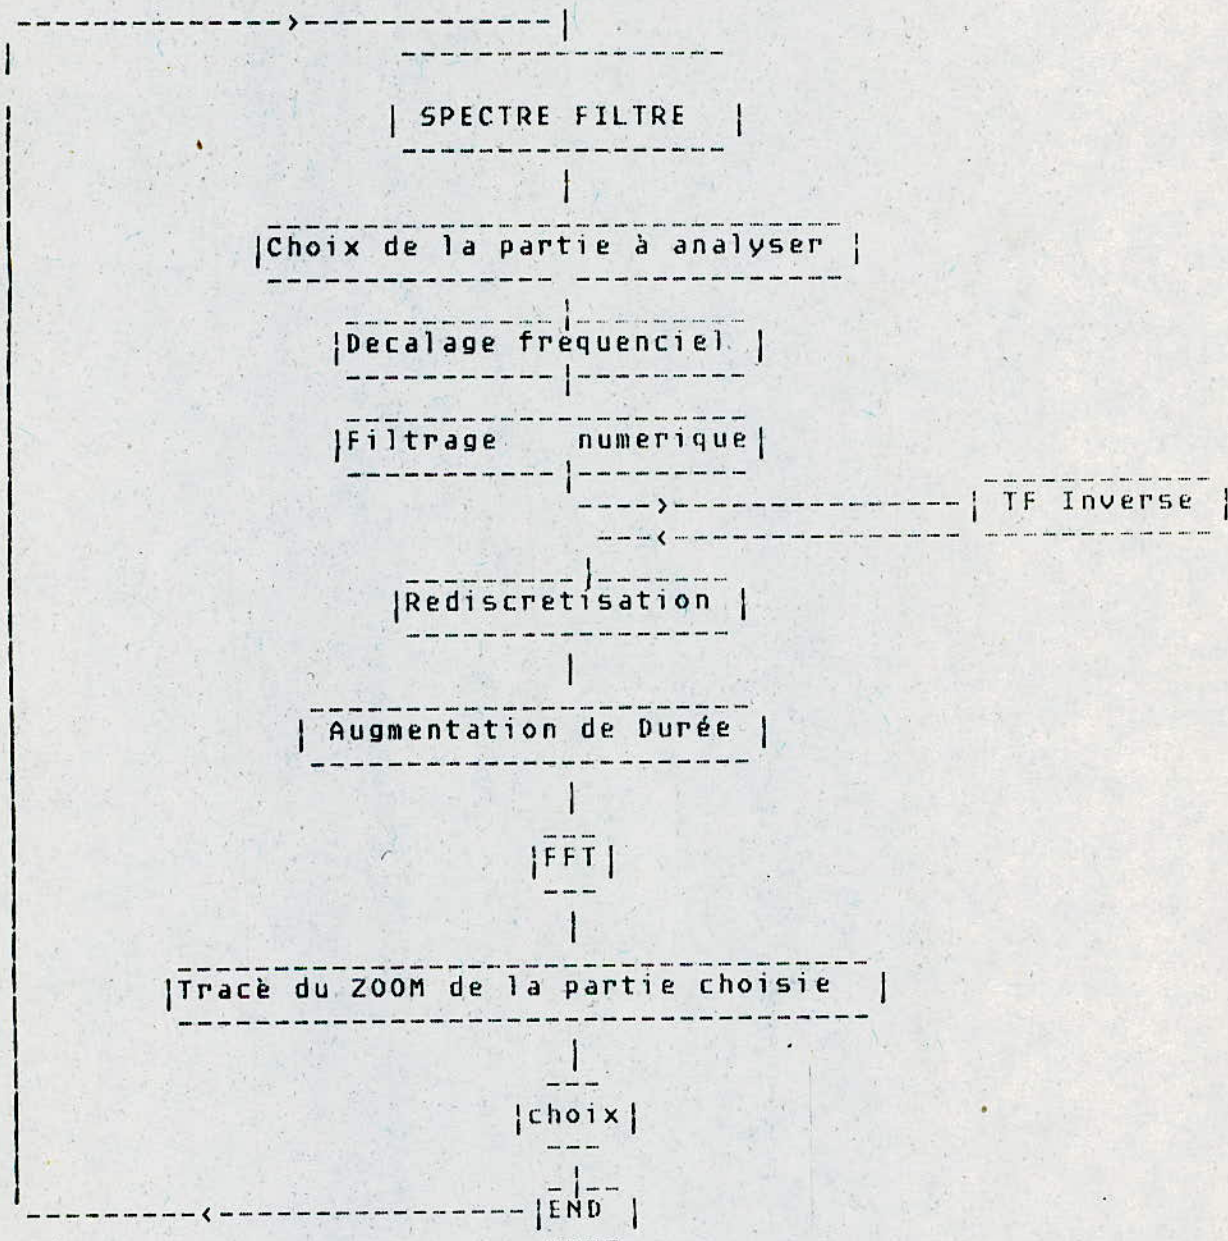 SPECTRE FILTRE
Choix de la partie à analyser
Decalage frèquenciel
Filtrage numerique
TF Inverse
Rediscretisation
Augmentation de Durée
FFT
Tracè du ZOOM de la partie choisie
choix
END